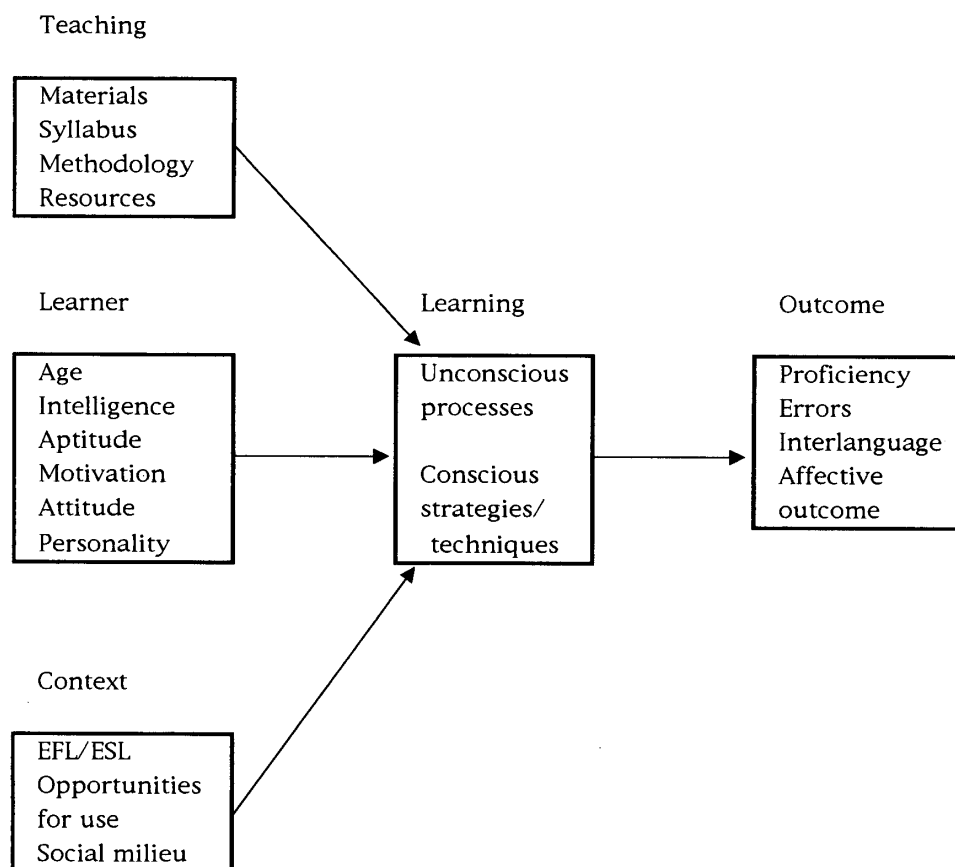 Teaching
Materials
Syllabus
Methodology
Resources
Learner
Age
Intelligence
Aptitude
Motivation
Attitude
Personality
Learning
Unconscious
processes
Conscious
strategies/
techniques
Outcome
Proficiency
Errors
Interlanguage
Affective
outcome
Context
EFL/ESL
Opportunities
for use
Social milieu